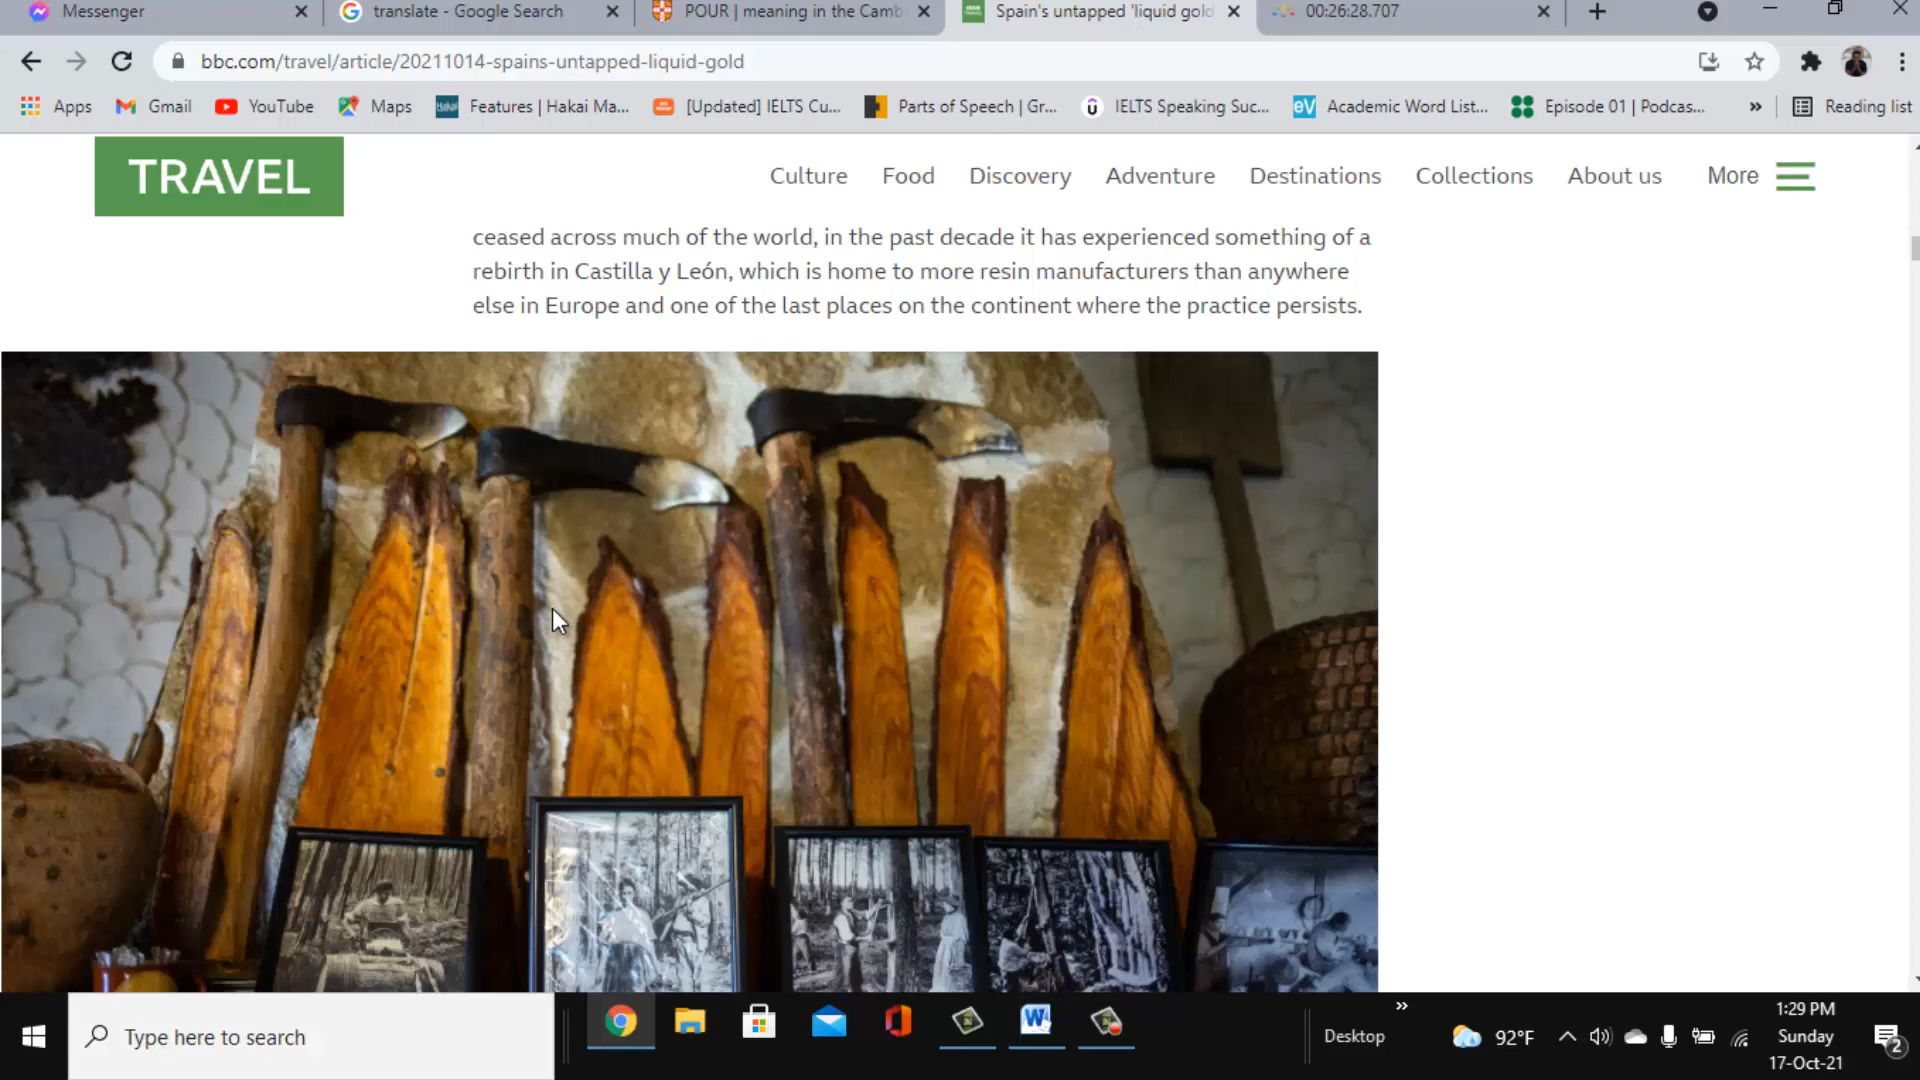 Messenger
translate - Google Search
POUR | meaning in the Camb
Spain's untapped 'liquid gold
00:26:28.707
bbc.com/travel/article/20211014-spains-untapped-liquid-gold
Apps
Gmail
YouTube
Maps
Hakai
Features | Hakai Ma...
[Updated] IELTS Cu...
Parts of Speech | Gr...
IELTS Speaking Suc...
eV
Academic Word List...
Episode 01 | Podcas...
»
Reading list
TRAVEL
Culture
Food
Discovery
Adventure
Destinations
Collections
About us
More
ceased across much of the world, in the past decade it has experienced something of a
rebirth in Castilla y León, which is home to more resin manufacturers than anywhere
else in Europe and one of the last places on the continent where the practice persists.
Type here to search
Desktop
»
92°F
1:29 PM
Sunday
17-Oct-21
2